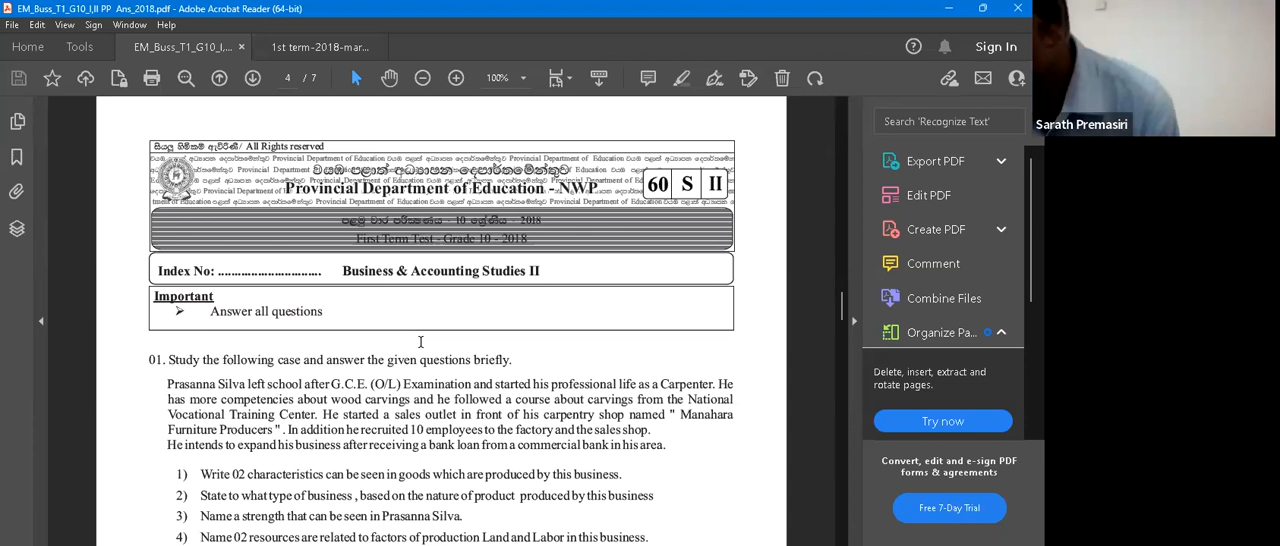 EM_Buss_T1_G10_I,II PP Ans_2018.pdf - Adobe Acrobat Reader (64-bit)
File Edit View Sign Window Help
Home Tools EM_Buss_T1_G10_I,... × 1st term-2018-mar... Sign In
4 / 7 100%
Sarath Premasiri
සියලු හිමිකම් ඇවිරිණි/ All Rights reserved
වයඹ පළාත් අධ්‍යාපන දෙපාර්තමේන්තුව
Provincial Department of Education - NWP
60 S II
පළමු වාර පරීක්ෂණය - 10 ශ්‍රේණිය - 2018
First Term Test - Grade 10 - 2018
Index No: ............................... Business & Accounting Studies II
Important
➢ Answer all questions
01. Study the following case and answer the given questions briefly.
Prasanna Silva left school after G.C.E. (O/L) Examination and started his professional life as a Carpenter. He
has more competencies about wood carvings and he followed a course about carvings from the National
Vocational Training Center. He started a sales outlet in front of his carpentry shop named " Manahara
Furniture Producers " . In addition he recruited 10 employees to the factory and the sales shop.
He intends to expand his business after receiving a bank loan from a commercial bank in his area.
1) Write 02 characteristics can be seen in goods which are produced by this business.
2) State to what type of business , based on the nature of product produced by this business
3) Name a strength that can be seen in Prasanna Silva.
4) Name 02 resources are related to factors of production Land and Labor in this business.
Search 'Recognize Text'
Export PDF
Edit PDF
Create PDF
Comment
Combine Files
Organize Pa...
Delete, insert, extract and
rotate pages.
Try now
Convert, edit and e-sign PDF
forms & agreements
Free 7-Day Trial